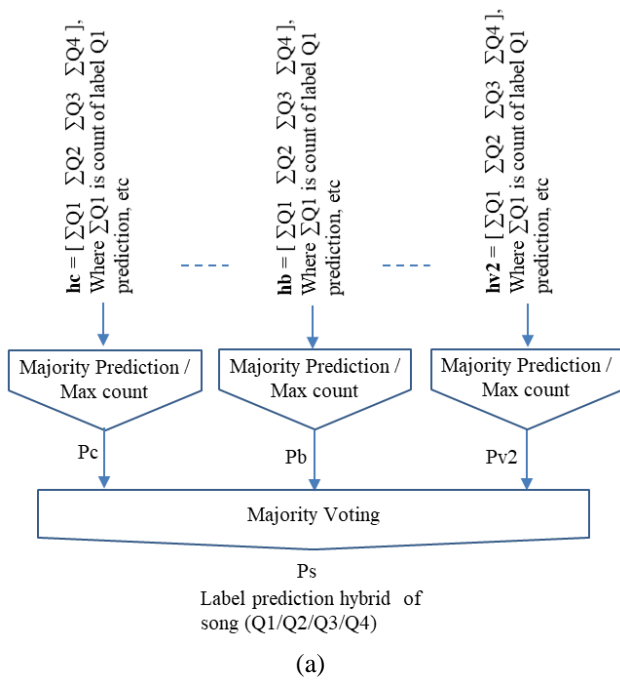 hc = [ ∑Q1 ∑Q2 ∑Q3 ∑Q4 ],
Where ∑Q1 is count of label Q1
prediction, etc
hb = [ ∑Q1 ∑Q2 ∑Q3 ∑Q4 ],
Where ∑Q1 is count of label Q1
prediction, etc
hv2 = [ ∑Q1 ∑Q2 ∑Q3 ∑Q4],
Where ∑Q1 is count of label Q1
prediction, etc
Majority Prediction /
Max count
Majority Prediction /
Max count
Majority Prediction /
Max count
Pc
Pb
Pv2
Majority Voting
Ps
Label prediction hybrid of
song (Q1/Q2/Q3/Q4)
(a)